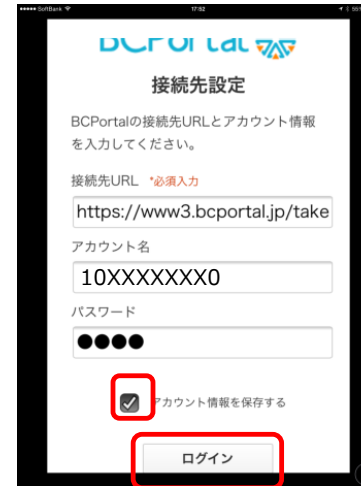 SoftBank 17:52 55%
BCPortal
接続先設定
BCPortalの接続先URLとアカウント情報
を入力してください。
接続先URL *必須入力
https://www3.bcportal.jp/take
アカウント名
10XXXXXXX0
パスワード
●●●●
アカウント情報を保存する
ログイン